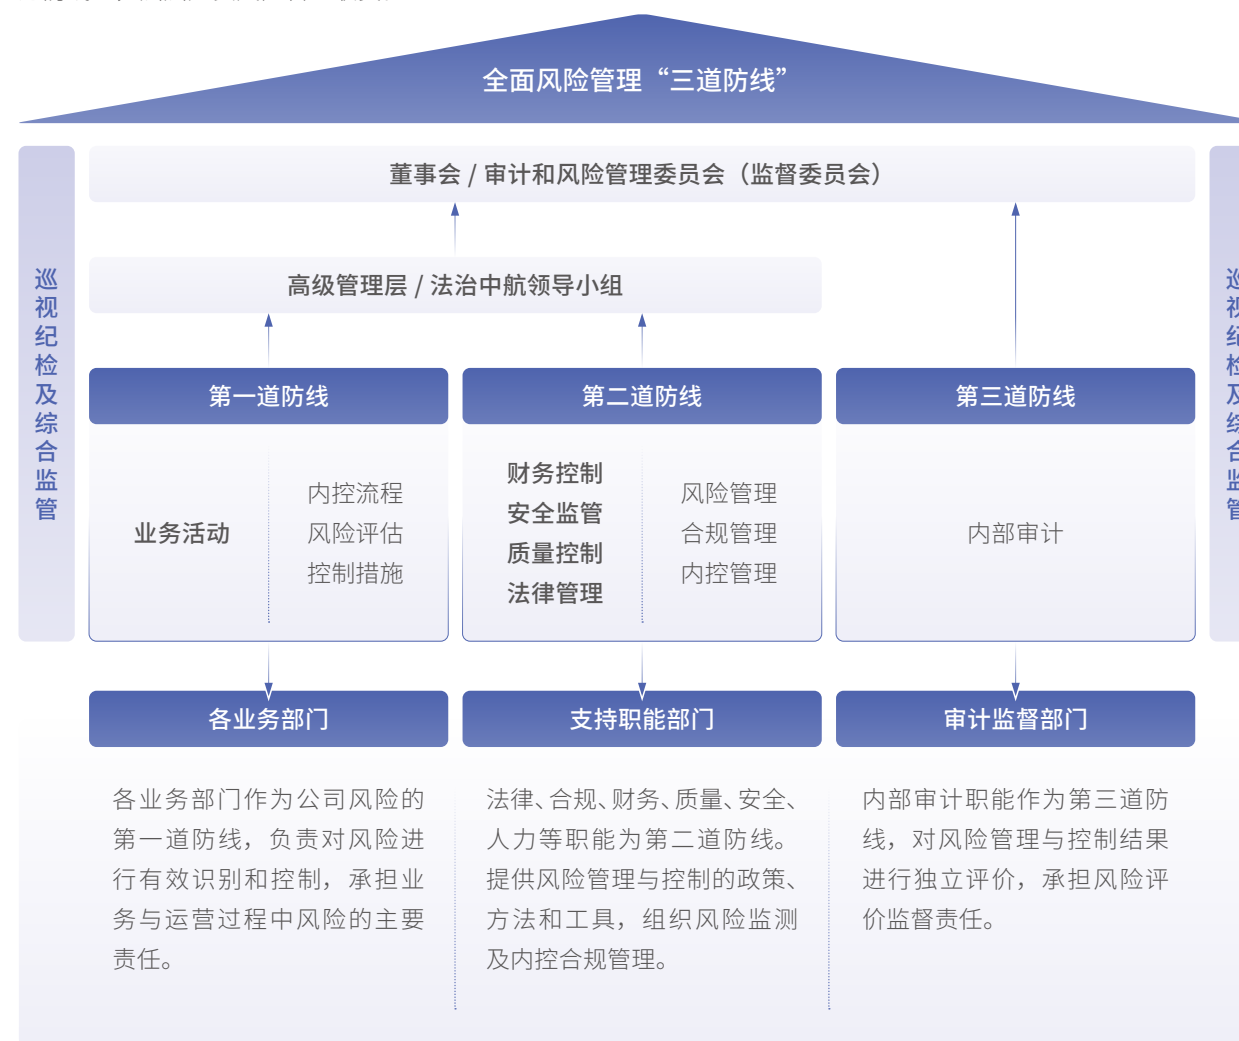 全面风险管理“三道防线”
董事会 / 审计和风险管理委员会（监督委员会）
高级管理层 / 法治中航领导小组
巡视纪检及综合监管
第一道防线
业务活动
内控流程
风险评估
控制措施
第二道防线
财务控制
安全监管
质量控制
法律管理
风险管理
合规管理
内控管理
第三道防线
内部审计
巡视纪检及综合监管
各业务部门
各业务部门作为公司风险的
第一道防线，负责对风险进
行有效识别和控制，承担业
务与运营过程中风险的主要
责任。
支持职能部门
法律、合规、财务、质量、安全、
人力等职能为第二道防线。
提供风险管理与控制的政策、
方法和工具，组织风险监测
及内控合规管理。
审计监督部门
内部审计职能作为第三道防
线，对风险管理与控制结果
进行独立评价，承担风险评
价监督责任。